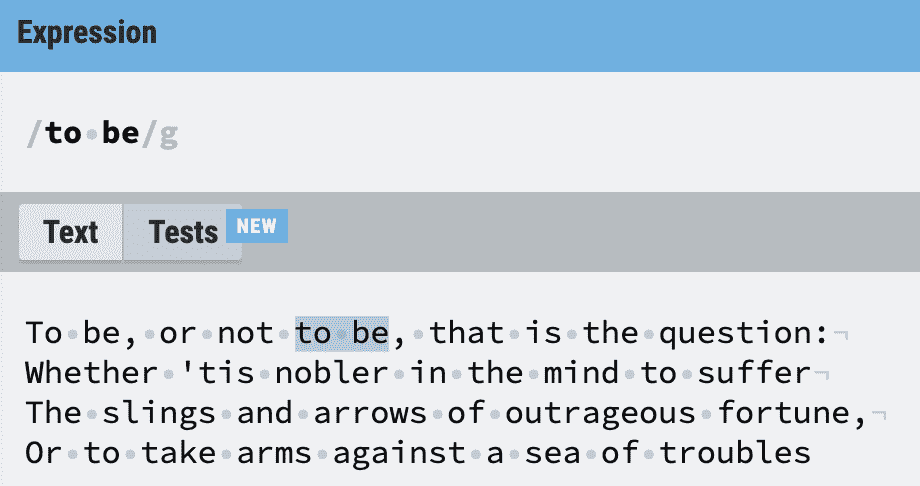 Expression
/to·be/g
Text Tests NEW
To·be,·or·not·to·be,·that·is·the·question:¬
Whether·'tis·nobler·in·the·mind·to·suffer¬
The·slings·and·arrows·of·outrageous·fortune,¬
Or·to·take·arms·against·a·sea·of·troubles